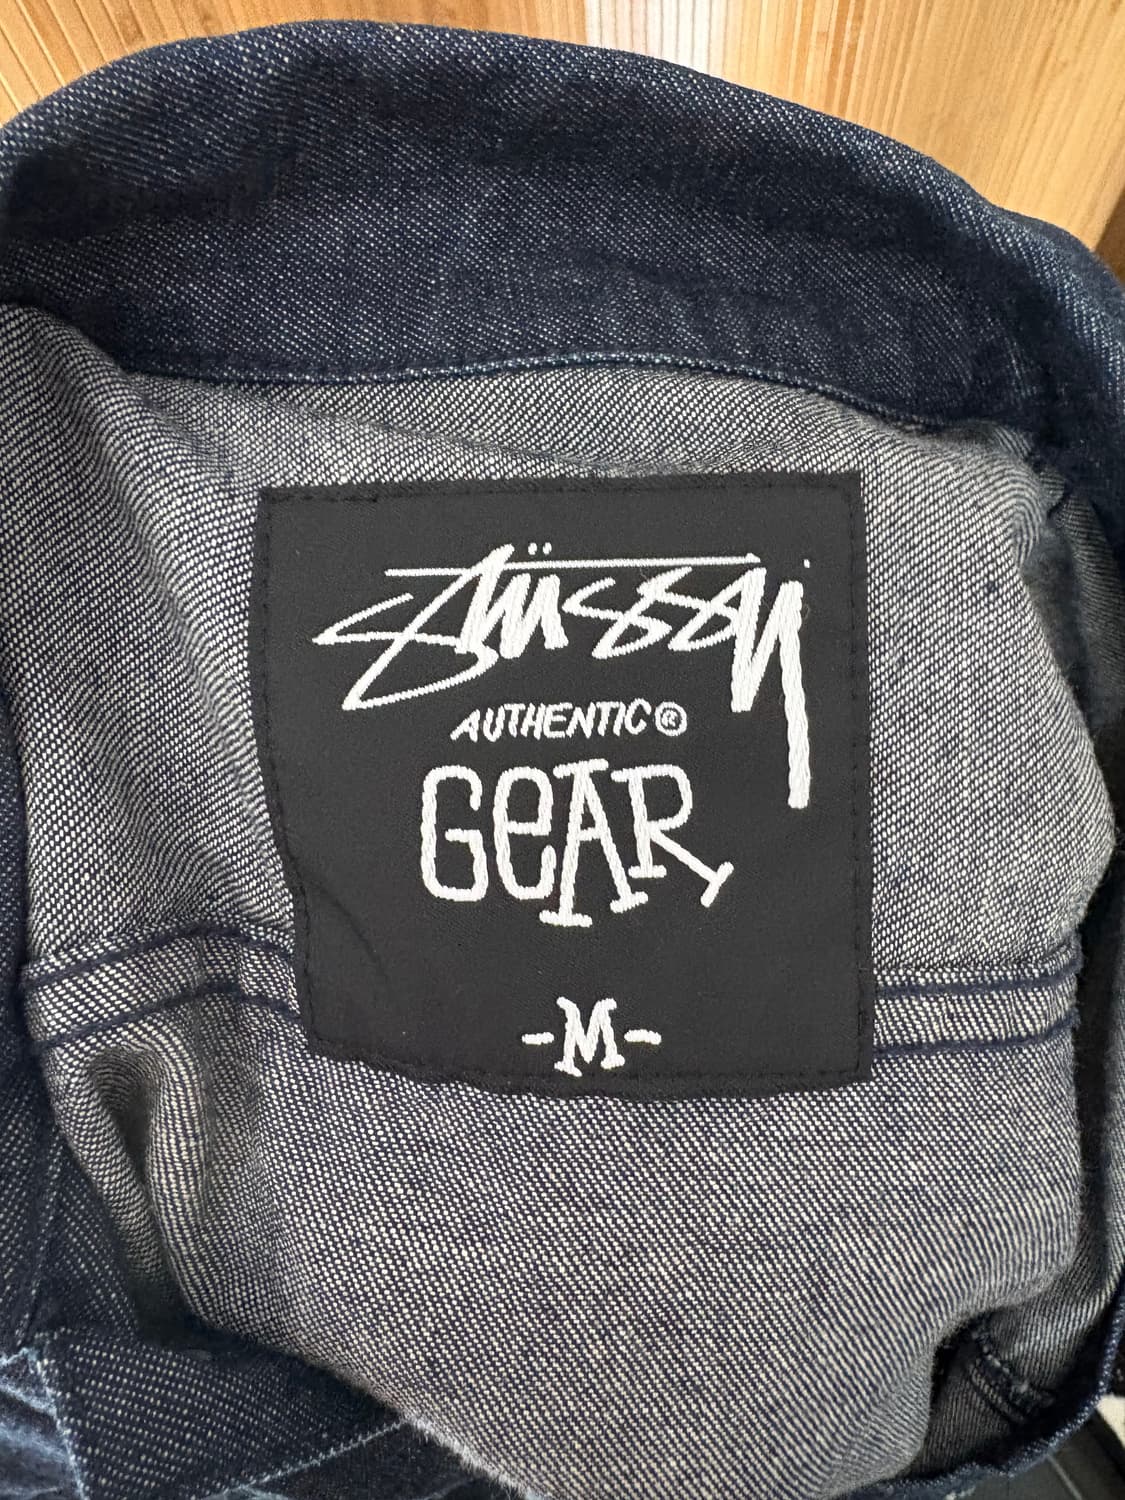 Stüssy
AUTHENTIC®
GeAR
-M-